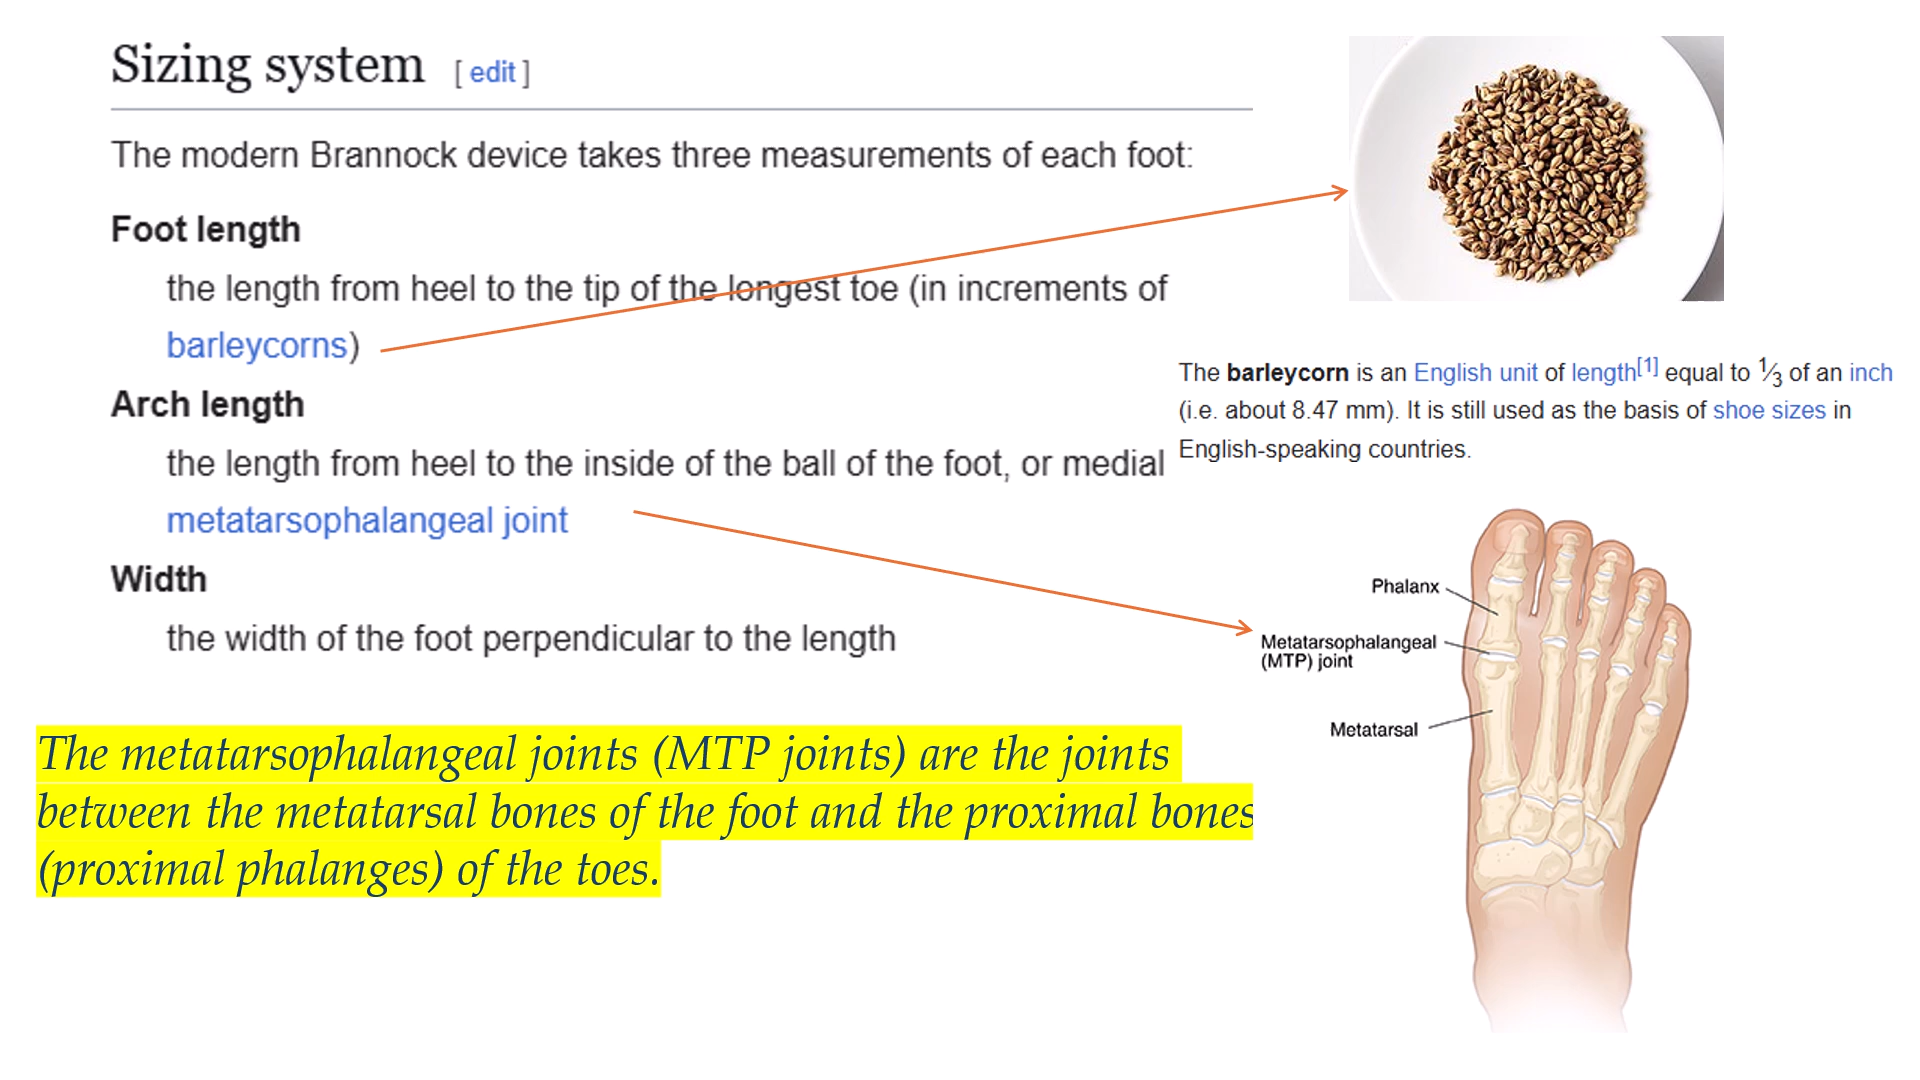 Sizing system [ edit ]
The modern Brannock device takes three measurements of each foot:
Foot length
the length from heel to the tip of the longest toe (in increments of
barleycorns)
Arch length
the length from heel to the inside of the ball of the foot, or medial
metatarsophalangeal joint
Width
the width of the foot perpendicular to the length
The metatarsophalangeal joints (MTP joints) are the joints
between the metatarsal bones of the foot and the proximal bones
(proximal phalanges) of the toes.
The barleycorn is an English unit of length[1] equal to 1⁄3 of an inch
(i.e. about 8.47 mm). It is still used as the basis of shoe sizes in
English-speaking countries.
Phalanx
Metatarsophalangeal
(MTP) joint
Metatarsal